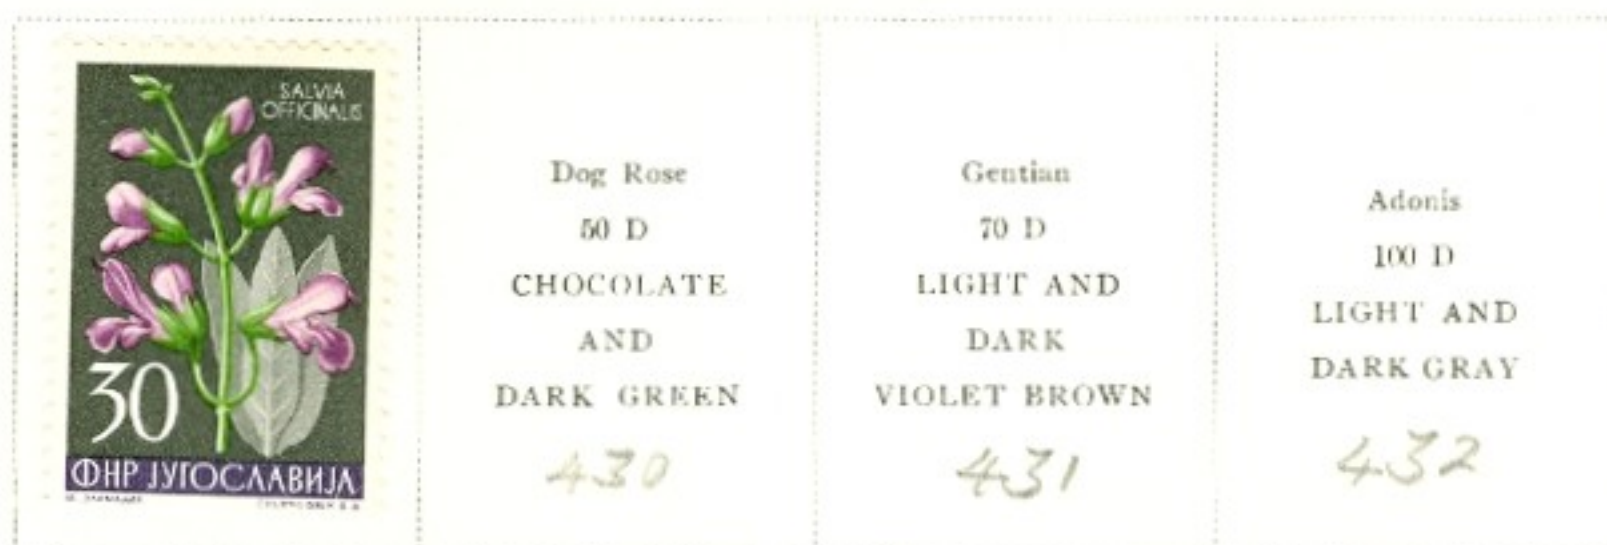 SALVIA
OFFICINALIS
30
ФНР ЈУГОСЛАВИЈА
Dog Rose
50 D
CHOCOLATE
AND
DARK GREEN
430
Gentian
70 D
LIGHT AND
DARK
VIOLET BROWN
431
Adonis
100 D
LIGHT AND
DARK GRAY
432